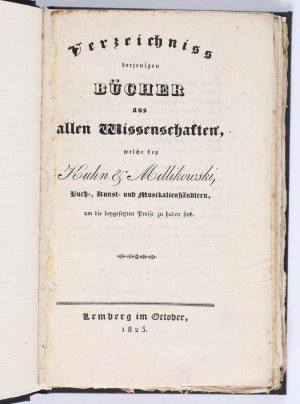 Verzeichniss
derjenigen
BÜCHER
aus
allen Wissenschaften,
welche bey
Kuhn & Millikowski,
Buch-, Kunst- und Musikalienhändlern,
um die beygesetzten Preise zu haben sind.
Lemberg im October,
1823.